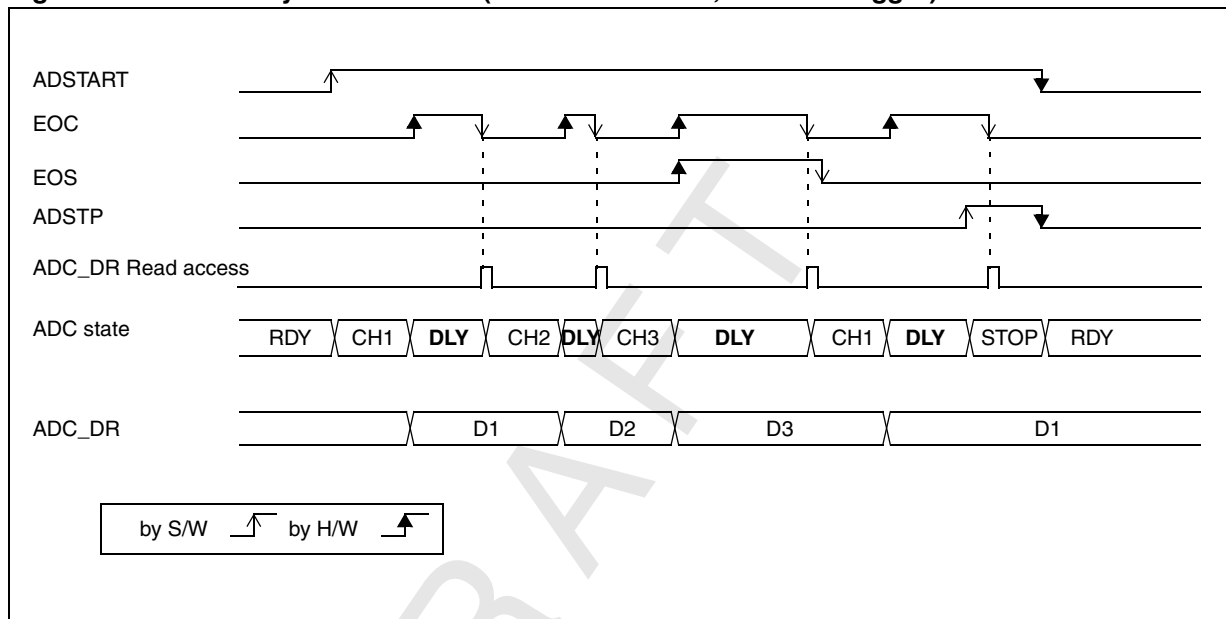 ADSTART
EOC
EOS
ADSTP
ADC_DR Read access
ADC state RDY CH1 DLY CH2 DLY CH3 DLY CH1 DLY STOP RDY
ADC_DR D1 D2 D3 D1
by S/W by H/W